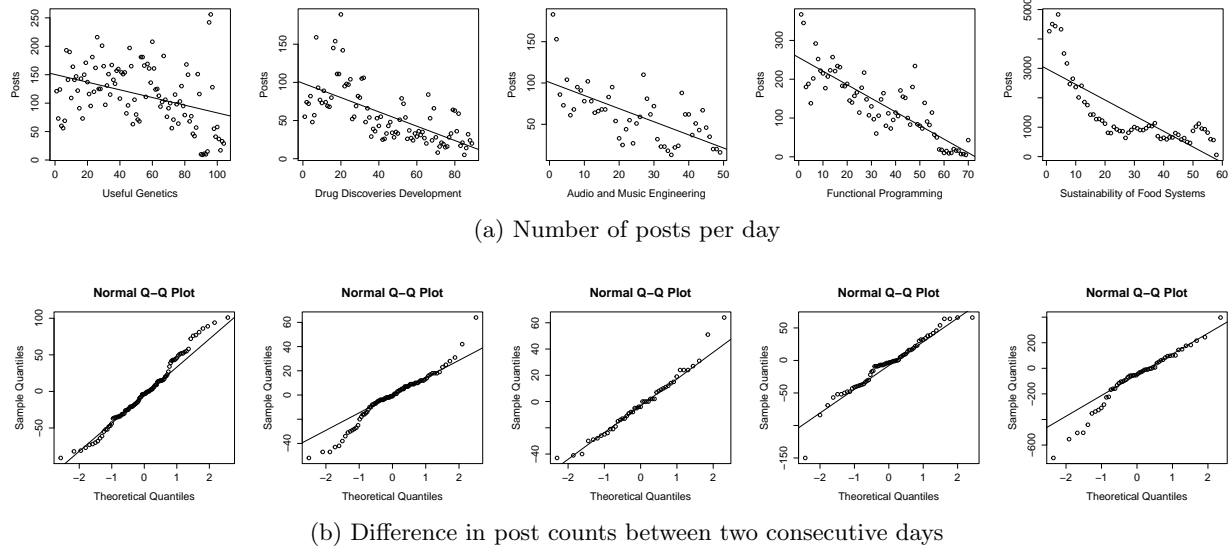 0 50 100 150 200 250
Posts
0 20 40 60 80 100
Useful Genetics
0 50 100 150
Posts
0 20 40 60 80
Drug Discoveries Development
50 100 150
Posts
0 10 20 30 40 50
Audio and Music Engineering
0 100 200 300
Posts
0 10 20 30 40 50 60 70
Functional Programming
0 1000 3000 5000
Posts
0 10 20 30 40 50 60
Sustainability of Food Systems
(a) Number of posts per day
Normal Q−Q Plot
−50 0 50 100
Sample Quantiles
−2 −1 0 1 2
Theoretical Quantiles
Normal Q−Q Plot
−40 0 20 40 60
Sample Quantiles
−2 −1 0 1 2
Theoretical Quantiles
Normal Q−Q Plot
−40 0 20 40 60
Sample Quantiles
−2 −1 0 1 2
Theoretical Quantiles
Normal Q−Q Plot
−150 −50 0 50
Sample Quantiles
−2 −1 0 1 2
Theoretical Quantiles
Normal Q−Q Plot
−600 −200 0 200
Sample Quantiles
−2 −1 0 1 2
Theoretical Quantiles
(b) Difference in post counts between two consecutive days